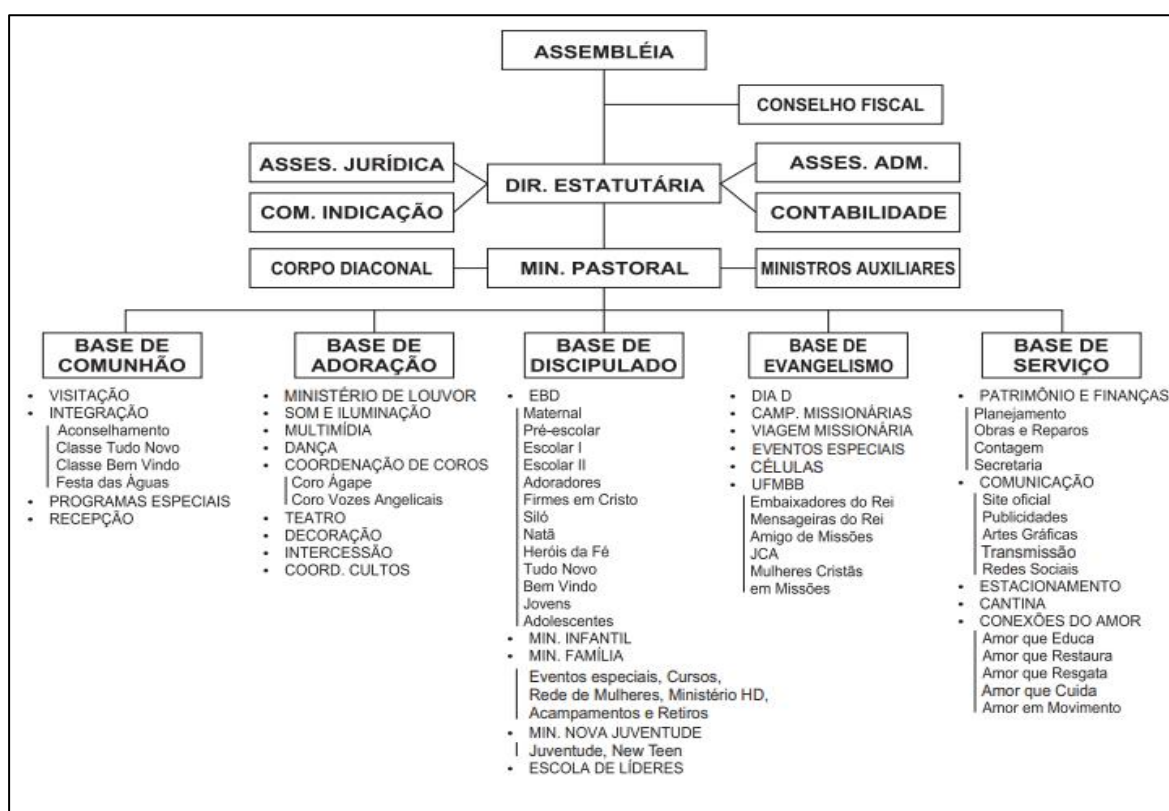 ASSEMBLÉIA
CONSELHO FISCAL
ASSES. JURÍDICA
ASSES. ADM.
DIR. ESTATUTÁRIA
COM. INDICAÇÃO
CONTABILIDADE
CORPO DIACONAL
MIN. PASTORAL
MINISTROS AUXILIARES
BASE DE
COMUNHÃO
• VISITAÇÃO
• INTEGRAÇÃO
Aconselhamento
Classe Tudo Novo
Classe Bem Vindo
Festa das Águas
• PROGRAMAS ESPECIAIS
• RECEPÇÃO
BASE DE
ADORAÇÃO
• MINISTÉRIO DE LOUVOR
• SOM E ILUMINAÇÃO
• MULTIMÍDIA
• DANÇA
• COORDENAÇÃO DE COROS
Coro Ágape
Coro Vozes Angelicais
• TEATRO
• DECORAÇÃO
• INTERCESSÃO
• COORD. CULTOS
BASE DE
DISCIPULADO
• EBD
Maternal
Pré-escolar
Escolar I
Escolar II
Adoradores
Firmes em Cristo
Siló
Natã
Heróis da Fé
Tudo Novo
Bem Vindo
Jovens
Adolescentes
• MIN. INFANTIL
• MIN. FAMÍLIA
Eventos especiais, Cursos,
Rede de Mulheres, Ministério HD,
Acampamentos e Retiros
• MIN. NOVA JUVENTUDE
Juventude, New Teen
• ESCOLA DE LÍDERES
BASE DE
EVANGELISMO
• DIA D
• CAMP. MISSIONÁRIAS
• VIAGEM MISSIONÁRIA
• EVENTOS ESPECIAIS
• CÉLULAS
• UFMBB
Embaixadores do Rei
Mensageiras do Rei
Amigo de Missões
JCA
Mulheres Cristãs
em Missões
BASE DE
SERVIÇO
• PATRIMÔNIO E FINANÇAS
Planejamento
Obras e Reparos
Contagem
Secretaria
• COMUNICAÇÃO
Site oficial
Publicidades
Artes Gráficas
Transmissão
Redes Sociais
• ESTACIONAMENTO
• CANTINA
• CONEXÕES DO AMOR
Amor que Educa
Amor que Restaura
Amor que Resgata
Amor que Cuida
Amor em Movimento